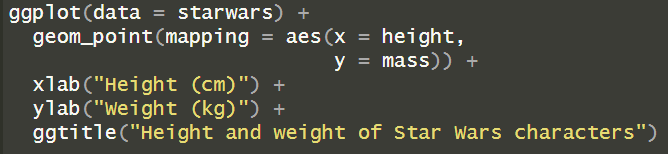 ggplot(data = starwars) +
  geom_point(mapping = aes(x = height,
                           y = mass)) +
  xlab("Height (cm)") +
  ylab("Weight (kg)") +
  ggtitle("Height and weight of Star Wars characters")